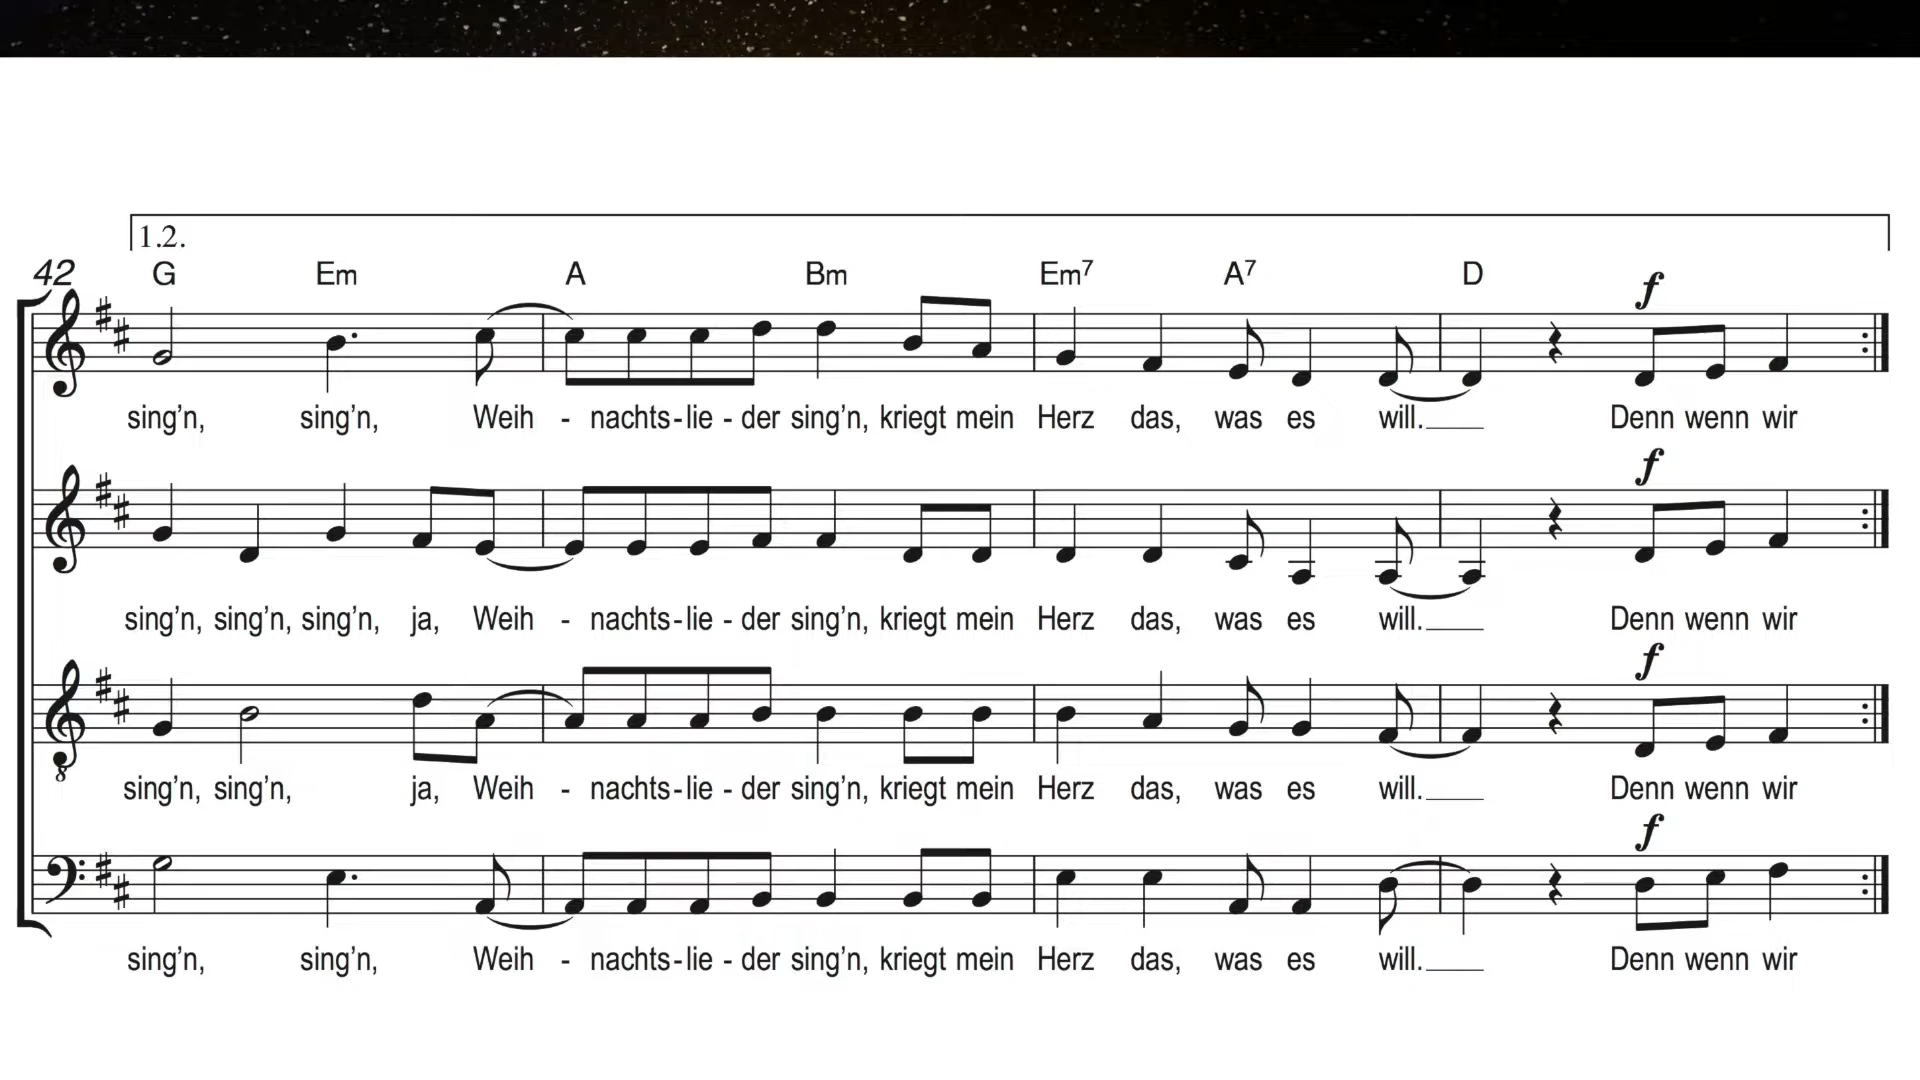 1.2.
42 G Em A Bm Em7 A7 D f
sing’n, sing’n, Weih - nachts-lie - der sing’n, kriegt mein Herz das, was es will.____ Denn wenn wir
f
sing’n, sing’n, sing’n, ja, Weih - nachts-lie - der sing’n, kriegt mein Herz das, was es will.____ Denn wenn wir
f
8
sing’n, sing’n, ja, Weih - nachts-lie - der sing’n, kriegt mein Herz das, was es will.____ Denn wenn wir
f
sing’n, sing’n, Weih - nachts-lie - der sing’n, kriegt mein Herz das, was es will.____ Denn wenn wir